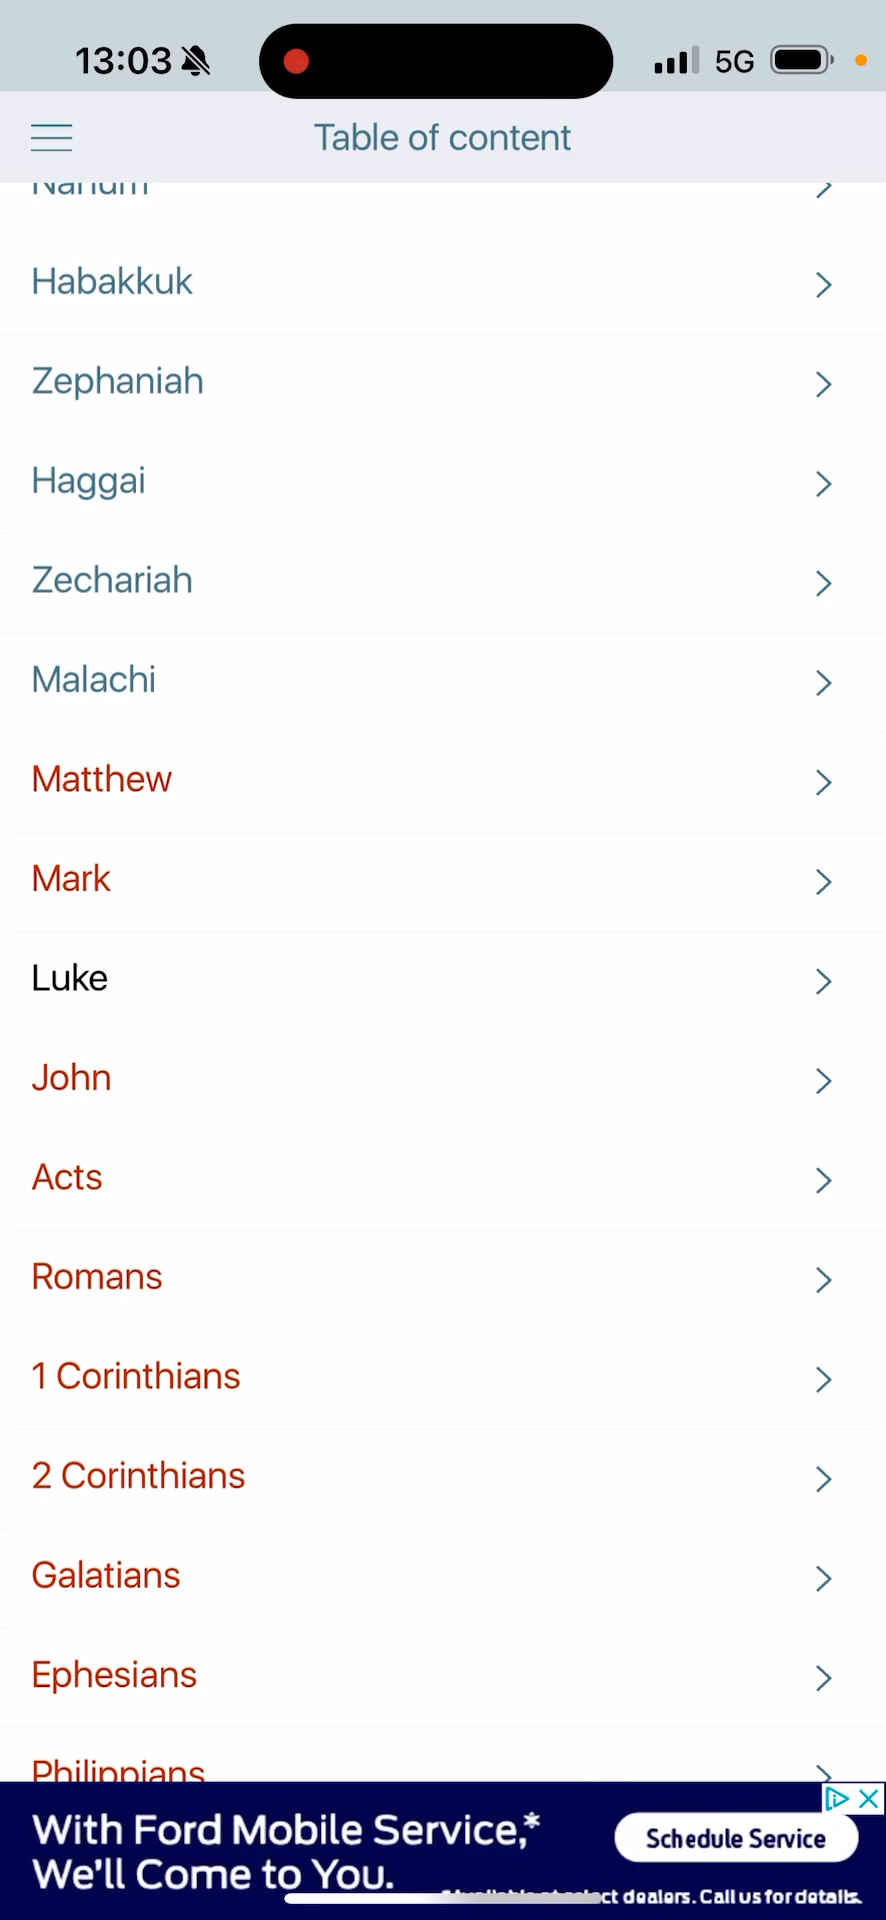 13:03
5G
Table of content
Nahum
Habakkuk
Zephaniah
Haggai
Zechariah
Malachi
Matthew
Mark
Luke
John
Acts
Romans
1 Corinthians
2 Corinthians
Galatians
Ephesians
Philippians
With Ford Mobile Service,*
We'll Come to You.
Schedule Service
dealers. Call us for details.